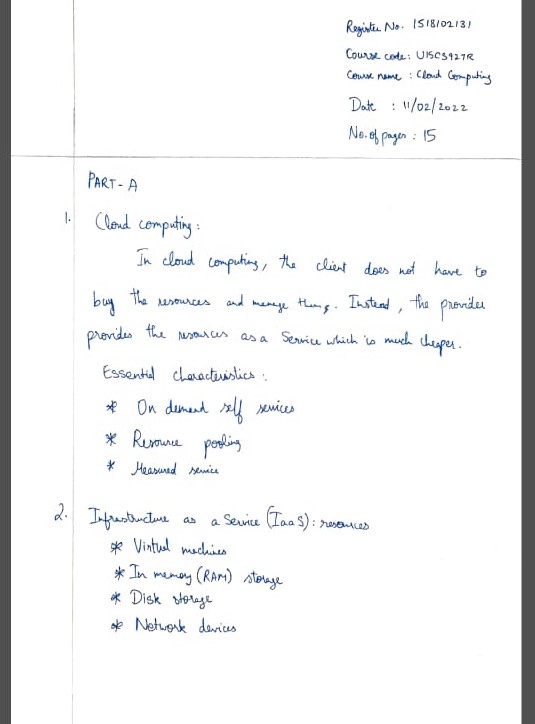 Register No. 1518102131
Course code: U15CS927R
Course name : Cloud Computing
Date : 11/02/2022
No. of pages : 15
PART - A
1. Cloud computing :
In cloud computing, the client does not have to
buy the resources and manage thing. Instead, the provider
provides the resources as a Service which is much cheaper.
Essential characteristics :
* On demand self services
* Resource pooling
* Measured service
2. Infrastructure as a Service (IaaS) : resources
* Virtual machines
* In memory (RAM) storage
* Disk storage
* Network devices